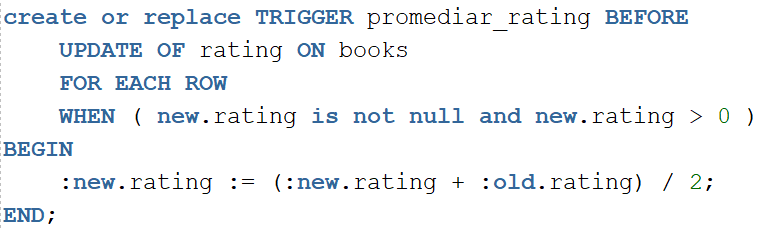 create or replace TRIGGER promediar_rating BEFORE
UPDATE OF rating ON books
FOR EACH ROW
WHEN ( new.rating is not null and new.rating > 0 )
BEGIN
:new.rating := (:new.rating + :old.rating) / 2;
END;